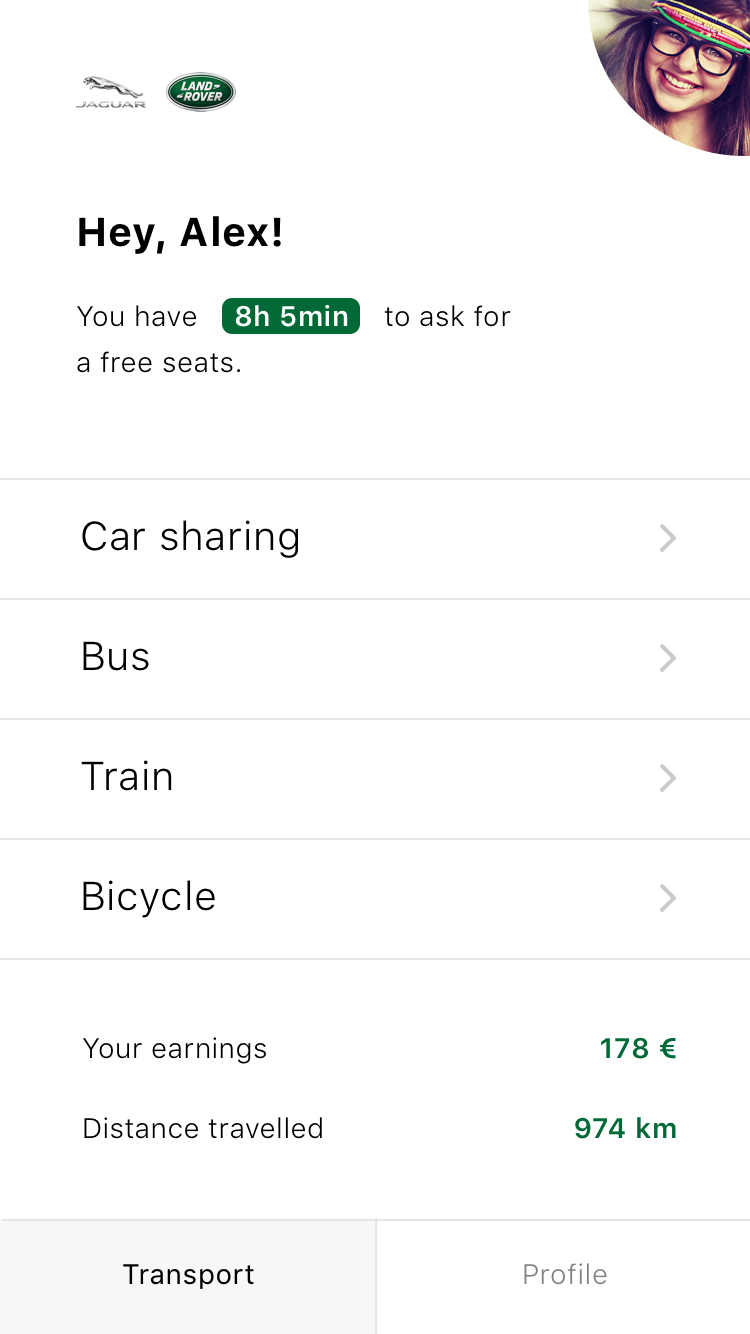 JAGUAR
LAND-
-ROVER
Hey, Alex!
You have 8h 5min to ask for
a free seats.
Car sharing
Bus
Train
Bicycle
Your earnings 178 €
Distance travelled 974 km
Transport Profile